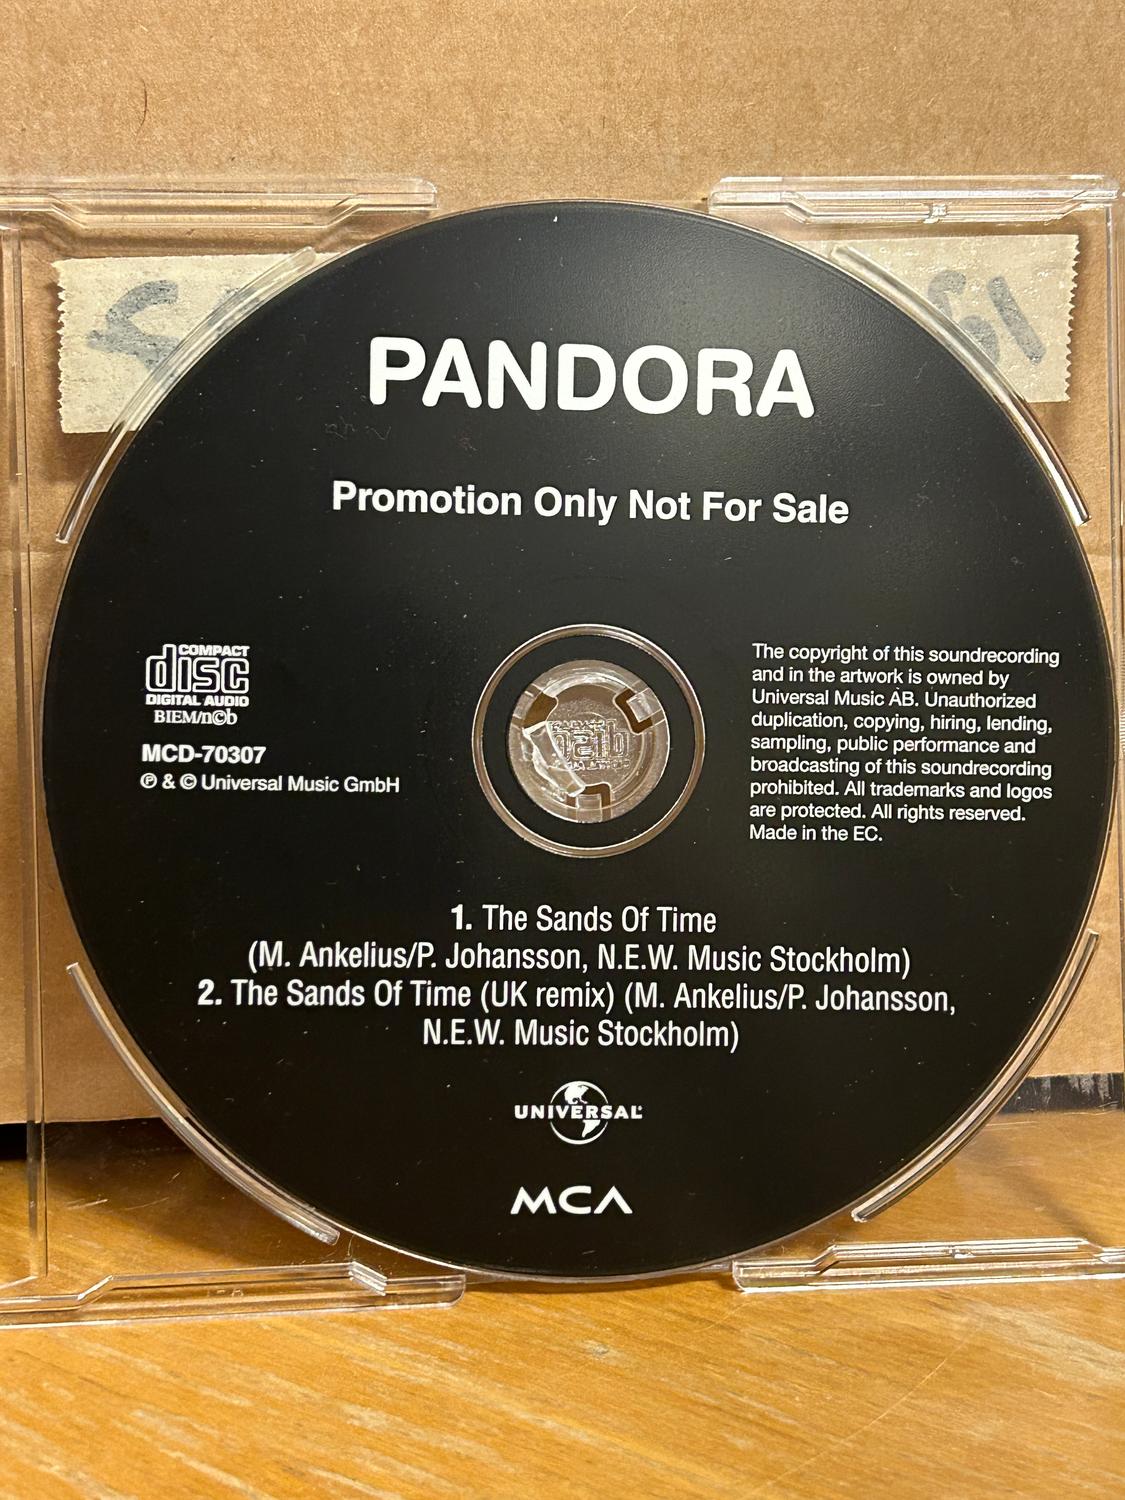 PANDORA
Promotion Only Not For Sale
COMPACT
disc
DIGITAL AUDIO
BIEM/n©b
MCD-70307
℗ & © Universal Music GmbH
The copyright of this soundrecording
and in the artwork is owned by
Universal Music AB. Unauthorized
duplication, copying, hiring, lending,
sampling, public performance and
broadcasting of this soundrecording
prohibited. All trademarks and logos
are protected. All rights reserved.
Made in the EC.
1. The Sands Of Time
(M. Ankelius/P. Johansson, N.E.W. Music Stockholm)
2. The Sands Of Time (UK remix) (M. Ankelius/P. Johansson,
N.E.W. Music Stockholm)
UNIVERSAL
MCA